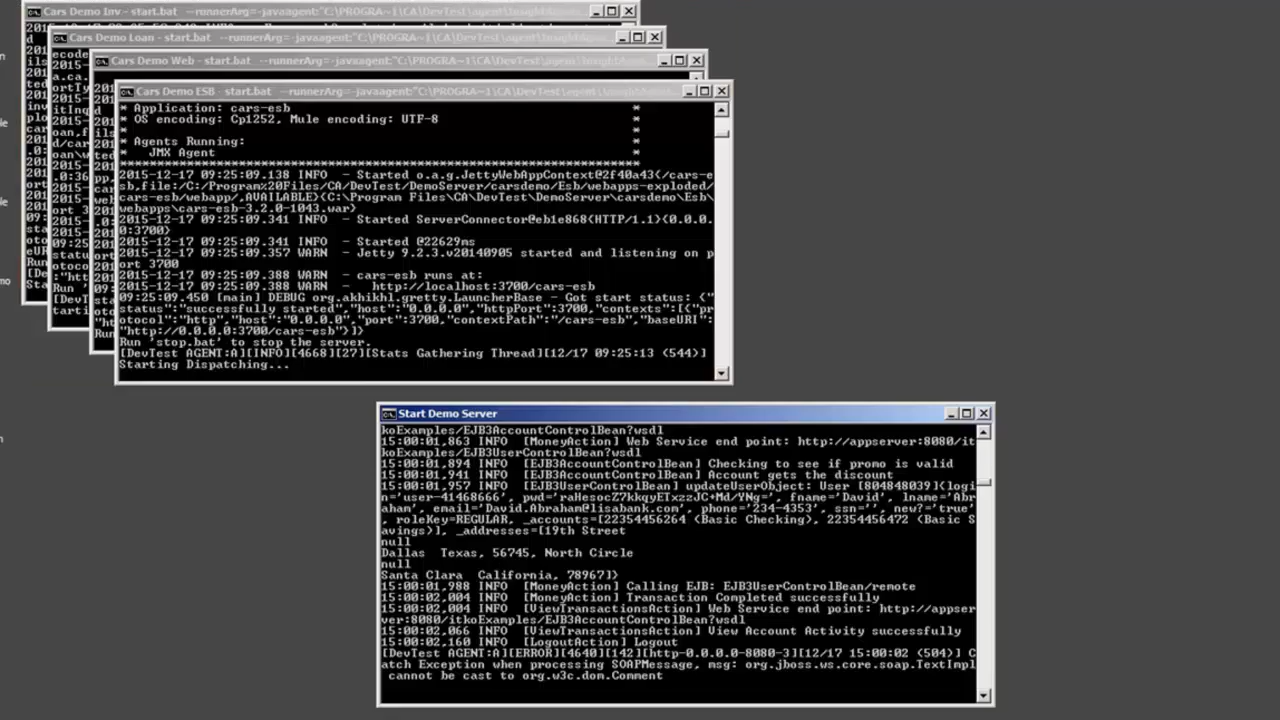 Cars Demo Inv - start.bat --runnerArg=-javaagent:"C:\PROGRA~1\CA\DevTest\agent\
Cars Demo Loan - start.bat --runnerArg=-javaagent:"C:\PROGRA~1\CA\DevTest\agent\
Cars Demo Web - start.bat --runnerArg=-javaagent:"C:\PROGRA~1\CA\DevTest\agent\
Cars Demo ESB - start.bat --runnerArg=-javaagent:"C:\PROGRA~1\CA\DevTest\agent\
* Application: cars-esb *
* OS encoding: Cp1252, Mule encoding: UTF-8 *
* *
* Agents Running: *
* JMX Agent *
**********************************************************************
2015-12-17 09:25:09.138 INFO - Started o.a.g.JettyWebAppContext@2f40a43{/cars-e
sb,file:/C:/Program%20Files/CA/DevTest/DemoServer/carsdemo/Esb/webapps-exploded/
cars-esb/webapp/,AVAILABLE}{C:\Program Files\CA\DevTest\DemoServer\carsdemo\Esb\
webapps\cars-esb-3.2.0-1043.war}
2015-12-17 09:25:09.341 INFO - Started ServerConnector@eb1e868{HTTP/1.1}{0.0.0.
0:3700}
2015-12-17 09:25:09.341 INFO - Started @22629ms
2015-12-17 09:25:09.357 WARN - Jetty 9.2.3.v20140905 started and listening on p
ort 3700
2015-12-17 09:25:09.388 WARN - cars-esb runs at:
2015-12-17 09:25:09.388 WARN - http://localhost:3700/cars-esb
09:25:09.450 [main] DEBUG org.akhikhl.gretty.LauncherBase - Got start status: {"
status":"successfully started","host":"0.0.0.0","httpPort":3700,"contexts":[{"pr
otocol":"http","host":"0.0.0.0","port":3700,"contextPath":"/cars-esb","baseURI":
"http://0.0.0.0:3700/cars-esb"}]}
Run 'stop.bat' to stop the server.
[DevTest AGENT:A][INFO][4668][27][Stats Gathering Thread][12/17 09:25:13 (544)]
Starting Dispatching...
Start Demo Server
koExamples/EJB3AccountControlBean?wsdl
15:00:01,863 INFO [MoneyAction] Web Service end point: http://appserver:8080/it
koExamples/EJB3UserControlBean?wsdl
15:00:01,894 INFO [EJB3AccountControlBean] Checking to see if promo is valid
15:00:01,941 INFO [EJB3AccountControlBean] Account gets the discount
15:00:01,957 INFO [EJB3UserControlBean] updateUserObject: User [804848039]{logi
n='user-41468666', pwd='raHesocZ7kkqyETxzzJC+Md/YNg=', fname='David', lname='Abr
aham', email='David.Abraham@lisabank.com', phone='234-4353', ssn='', new?='true'
, roleKey=REGULAR, _accounts=[22354456264 (Basic Checking), 22354456472 (Basic S
avings)], _addresses=[19th Street
null
Dallas Texas, 56745, North Circle
null
Santa Clara California, 78967]}
15:00:01,988 INFO [MoneyAction] Calling EJB: EJB3UserControlBean/remote
15:00:02,004 INFO [MoneyAction] Transaction Completed successfully
15:00:02,004 INFO [ViewTransactionsAction] Web Service end point: http://appser
ver:8080/itkoExamples/EJB3AccountControlBean?wsdl
15:00:02,066 INFO [ViewTransactionsAction] View Account Activity successfully
15:00:02,160 INFO [LogoutAction] Logout
[DevTest AGENT:A][ERROR][4640][142][http-0.0.0.0-8080-3][12/17 15:00:02 (504)] C
atch Exception when processing SOAPMessage, msg: org.jboss.ws.core.soap.TextImpl
cannot be cast to org.w3c.dom.Comment